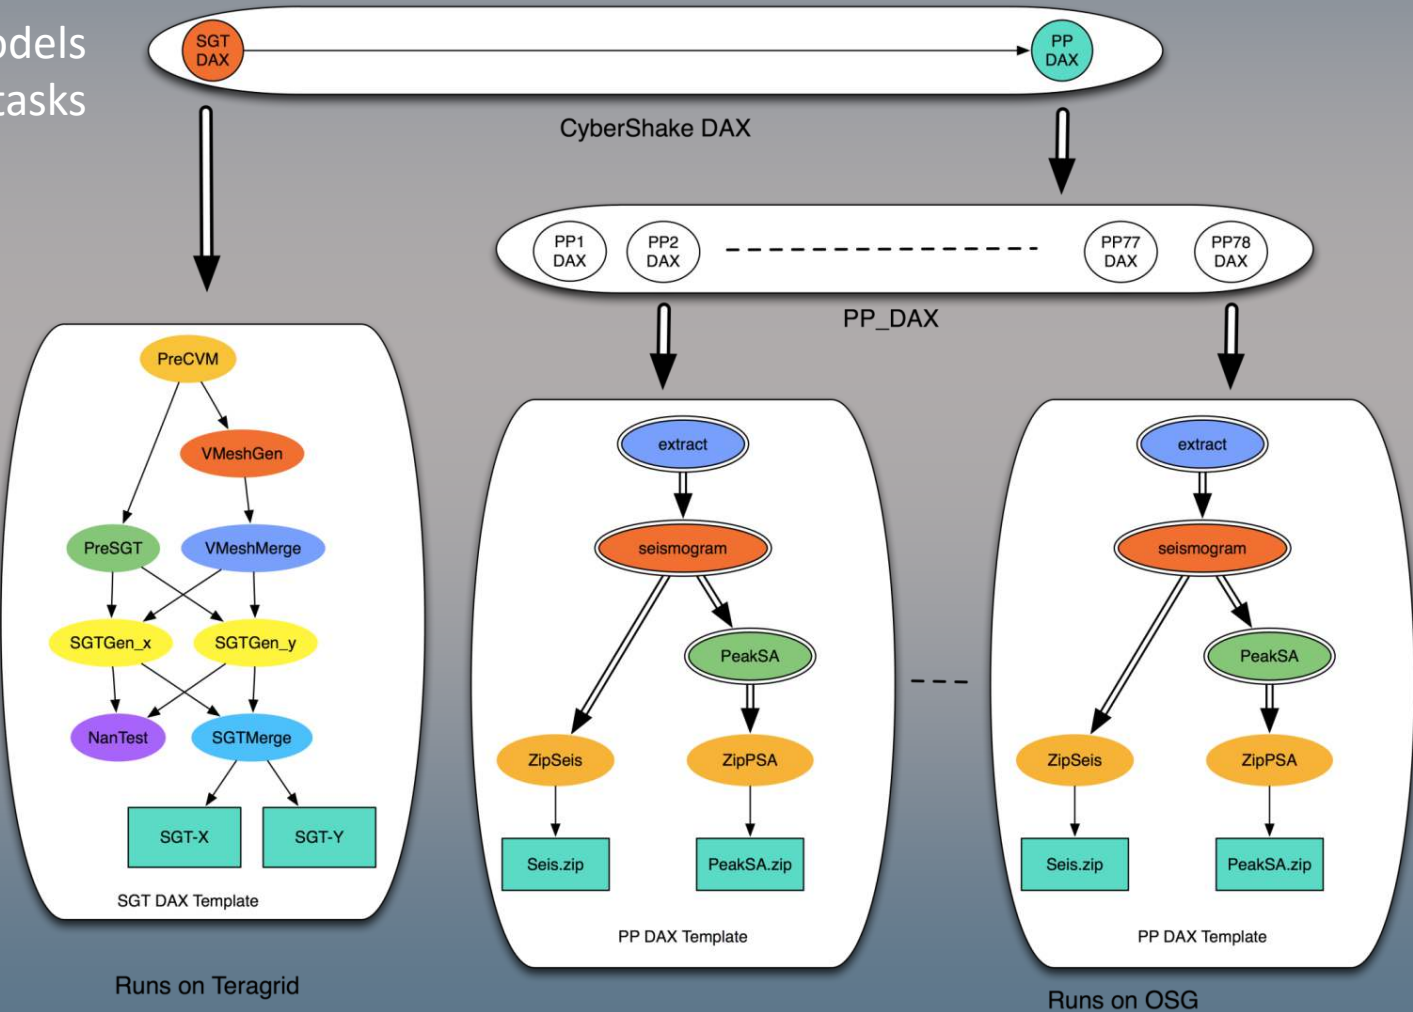 odels
tasks
SGT
DAX
PP
DAX
CyberShake DAX
PP1
DAX
PP2
DAX
PP77
DAX
PP78
DAX
PP_DAX
PreCVM
VMeshGen
PreSGT
VMeshMerge
SGTGen_x
SGTGen_y
NanTest
SGTMerge
SGT-X
SGT-Y
SGT DAX Template
Runs on Teragrid
extract
seismogram
PeakSA
ZipSeis
ZipPSA
Seis.zip
PeakSA.zip
PP DAX Template
extract
seismogram
PeakSA
ZipSeis
ZipPSA
Seis.zip
PeakSA.zip
PP DAX Template
Runs on OSG